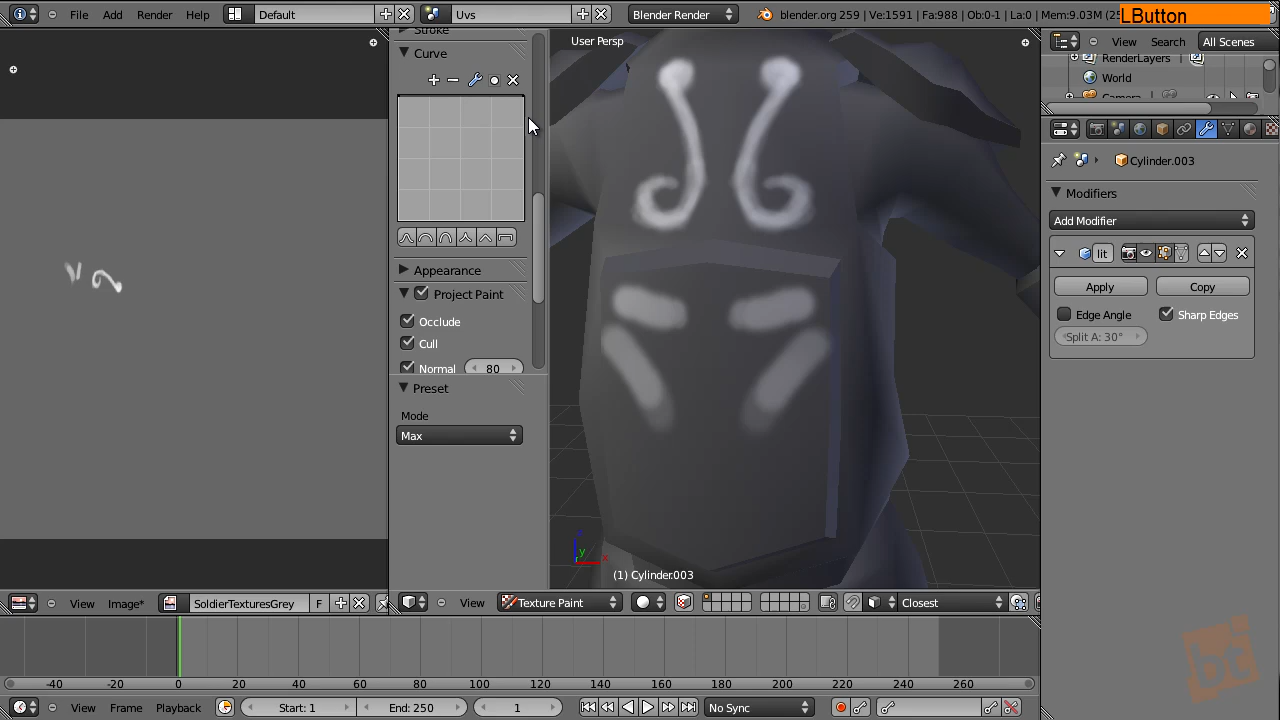 File Add Render Help Default Uvs Blender Render blender.org 259 | Ve:1591 | Fa:988 | Ob:0-1 | La:0 | Mem:9.03M (25
LButton
Stroke
Curve
Appearance
Project Paint
Occlude
Cull
Normal 80
Preset
Mode
Max
User Persp
(1) Cylinder.003
View Search All Scenes
RenderLayers
World
Camera
Cylinder.003
Modifiers
Add Modifier
lit
Apply Copy
Edge Angle Sharp Edges
Split A: 30°
View Image* SoldierTexturesGrey F View Texture Paint Closest
-40 -20 0 20 40 60 80 100 120 140 160 180 200 220 240 260
View Frame Playback Start: 1 End: 250 1 No Sync
bt